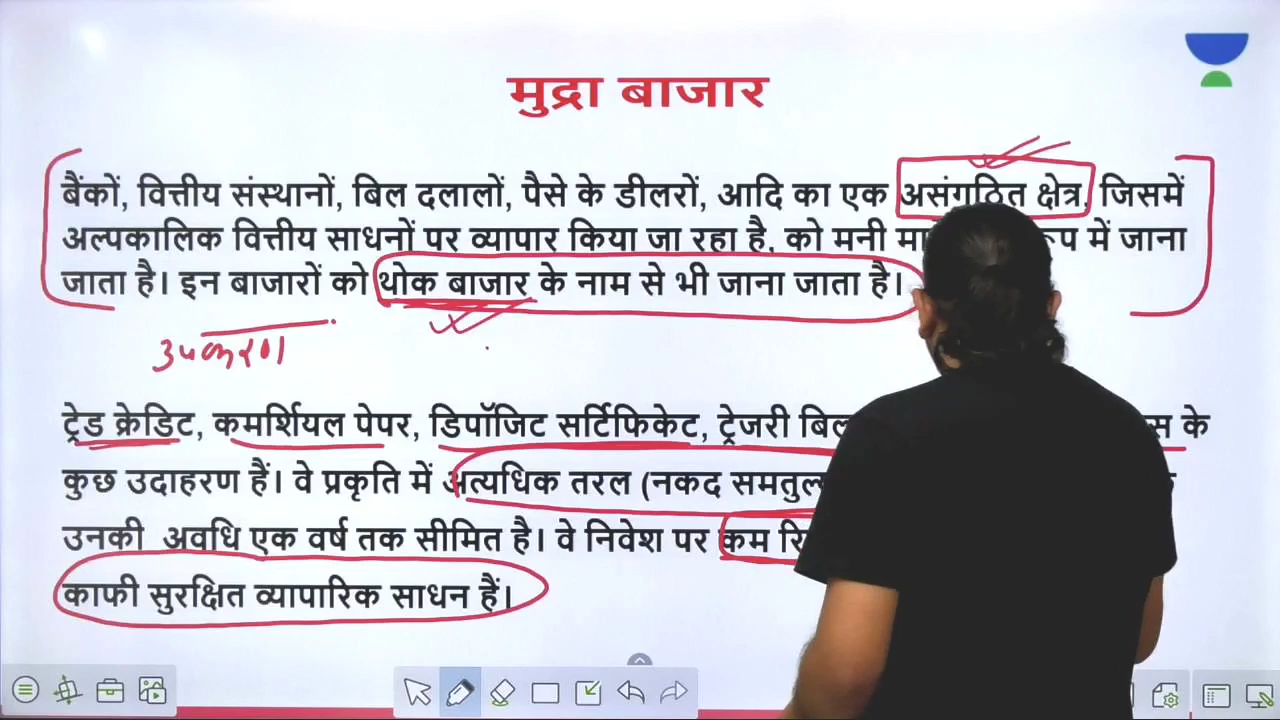 मुद्रा बाजार
बैंकों, वित्तीय संस्थानों, बिल दलालों, पैसे के डीलरों, आदि का एक असंगठित क्षेत्र, जिसमें
अल्पकालिक वित्तीय साधनों पर व्यापार किया जा रहा है, को मनी में जाना
जाता है। इन बाजारों को थोक बाजार के नाम से भी जाना जाता है।
उपकरण
ट्रेड क्रेडिट, कमर्शियल पेपर, डिपॉजिट सर्टिफिकेट, ट्रेजरी बिल के
कुछ उदाहरण हैं। वे प्रकृति में अत्यधिक तरल (नकद
उनकी अवधि एक वर्ष तक सीमित है। वे निवेश पर कम
काफी सुरक्षित व्यापारिक साधन हैं।